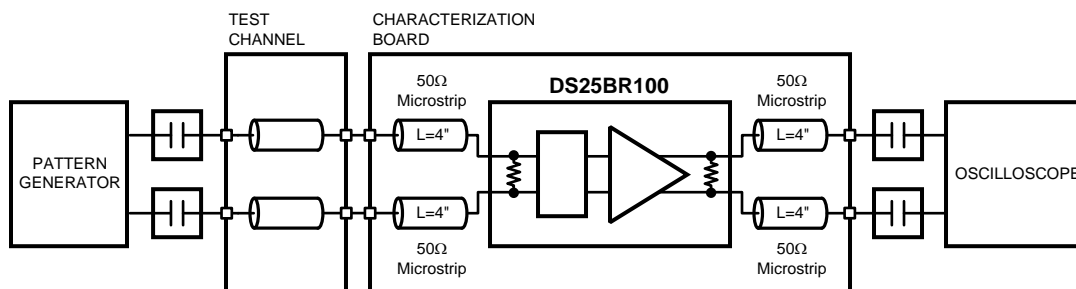 TEST
CHANNEL
CHARACTERIZATION
BOARD
50Ω
Microstrip
DS25BR100
50Ω
Microstrip
L=4"
L=4"
PATTERN
GENERATOR
OSCILLOSCOPE
L=4"
L=4"
50Ω
Microstrip
50Ω
Microstrip